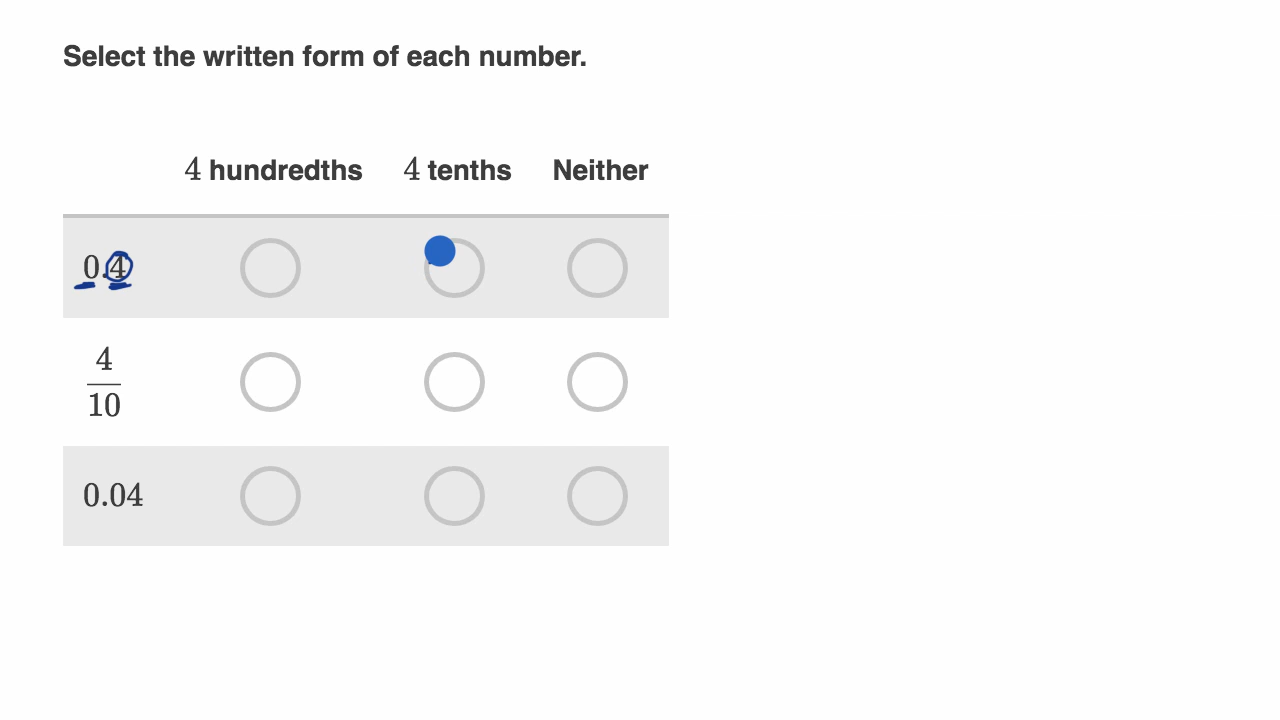 Select the written form of each number.
4 hundredths 4 tenths Neither
0.4
4
10
0.04